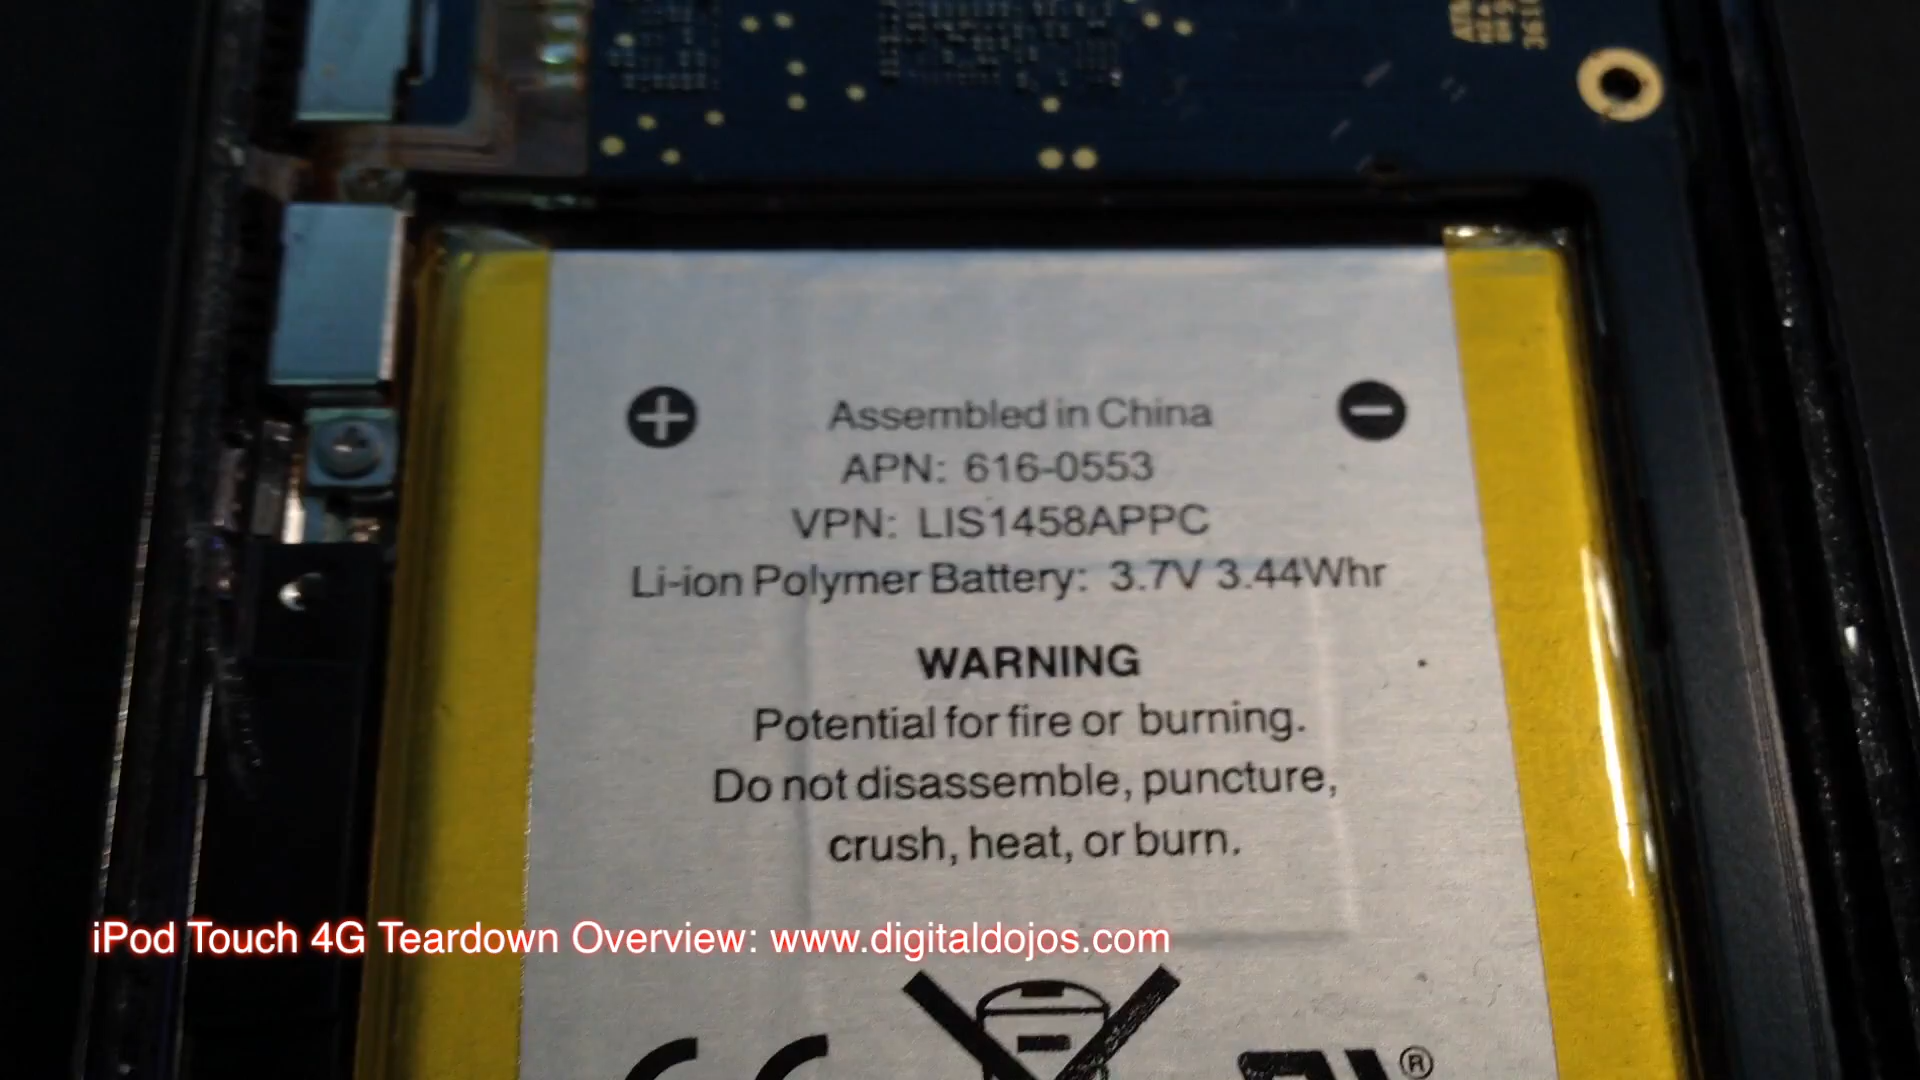 Assembled in China
APN: 616-0553
VPN: LIS1458APPC
Li-ion Polymer Battery: 3.7V 3.44Whr
WARNING
Potential for fire or burning.
Do not disassemble, puncture,
crush, heat, or burn.
iPod Touch 4G Teardown Overview: www.digitaldojos.com
CE
®